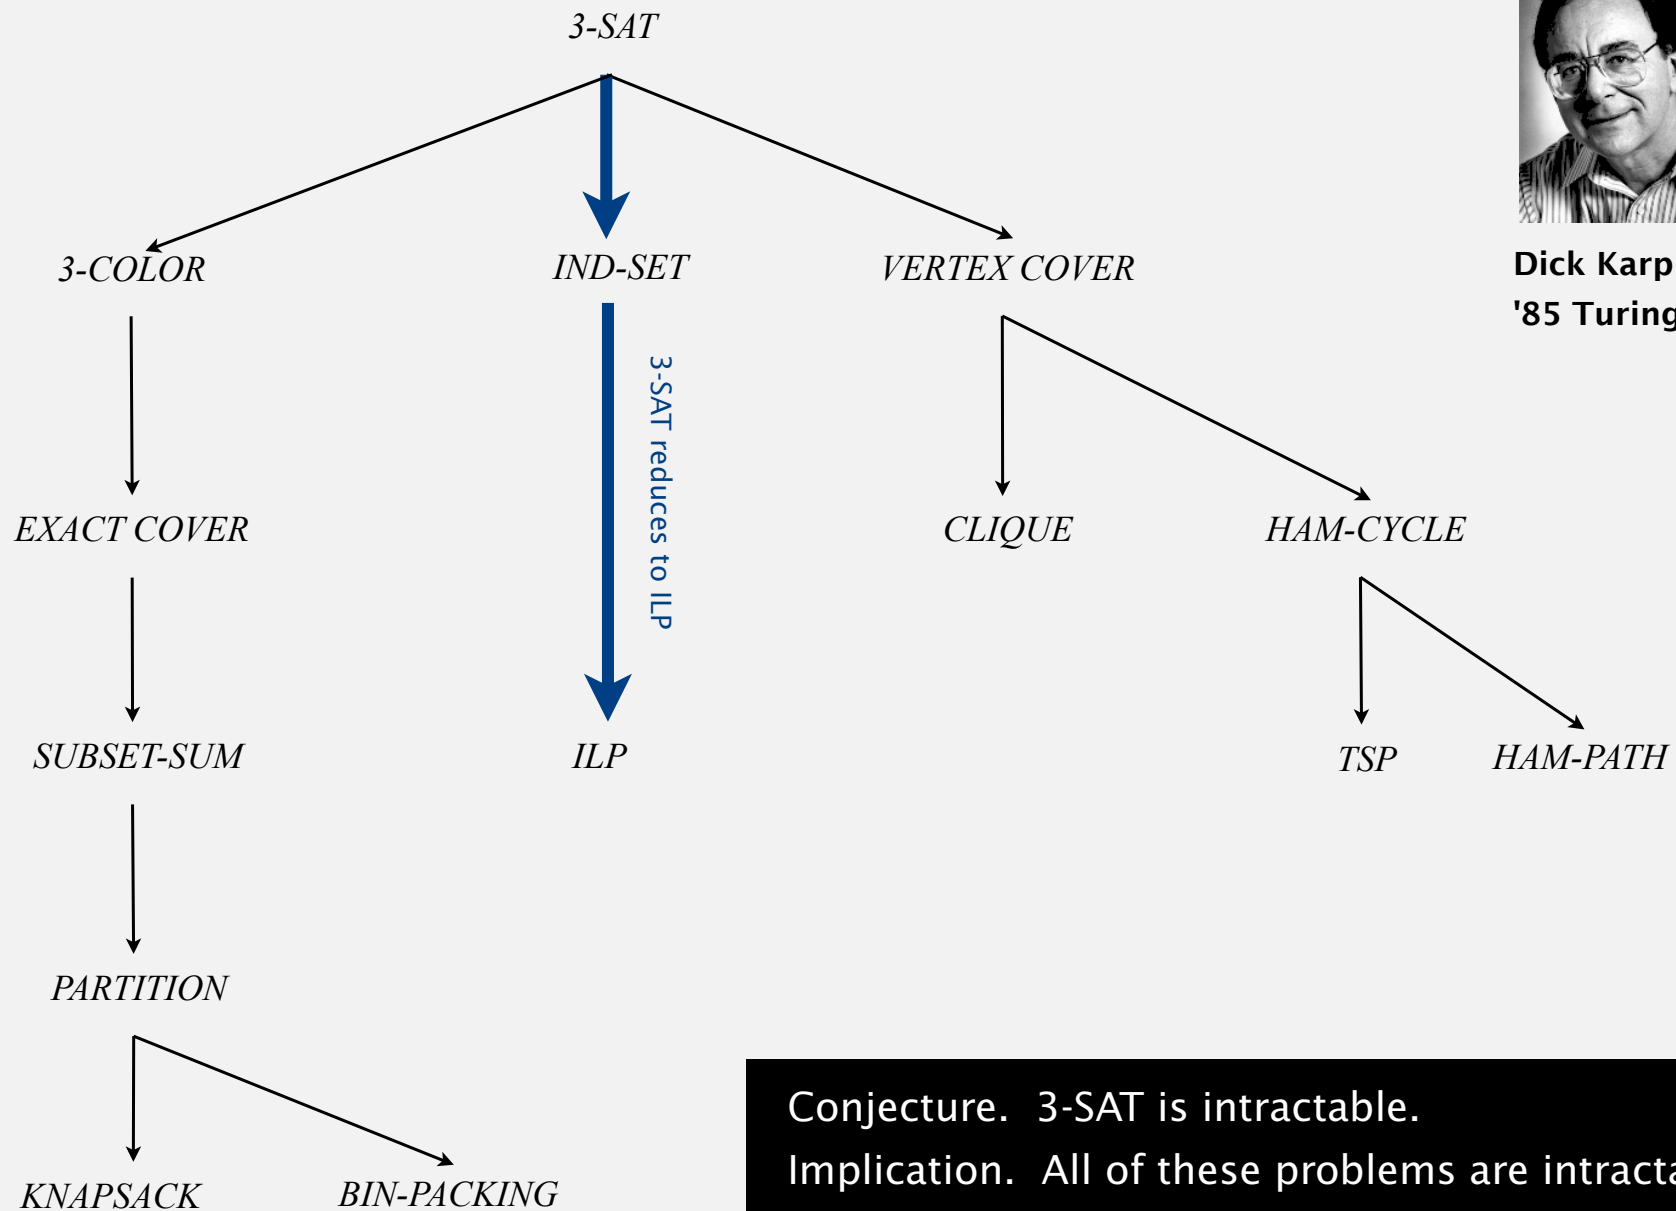 3-SAT
3-COLOR
IND-SET
VERTEX COVER
Dick Karp
'85 Turing
3-SAT reduces to ILP
EXACT COVER
CLIQUE
HAM-CYCLE
SUBSET-SUM
ILP
TSP
HAM-PATH
PARTITION
Conjecture. 3-SAT is intractable.
Implication. All of these problems are
KNAPSACK
BIN-PACKING